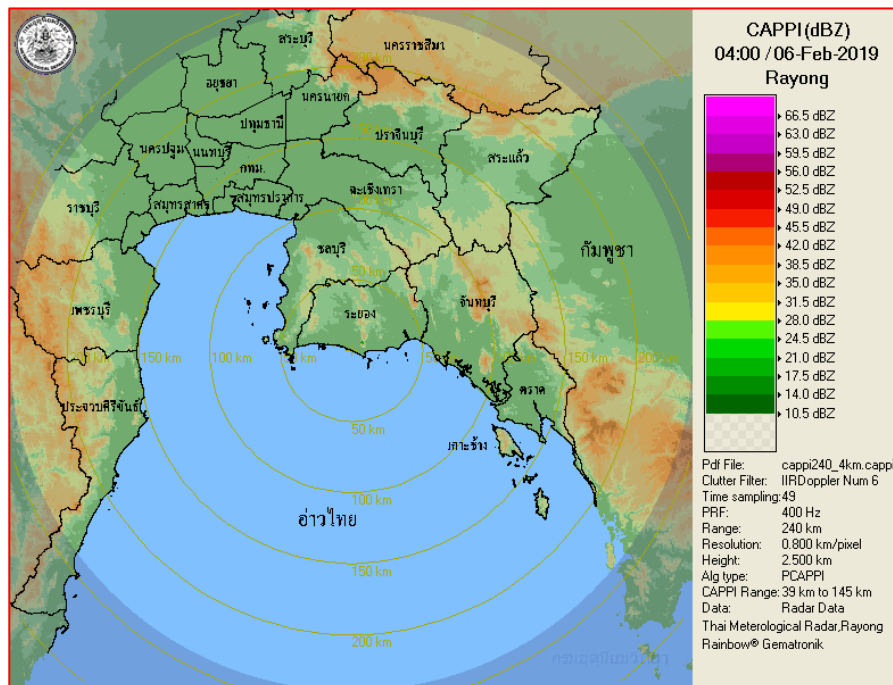 สระบุรี
นครราชสีมา
อยุธยา
นครนายก
ปทุมธานี
ปราจีนบุรี
นครปฐม
นนทบุรี
สระแล้ว
กทม.
ฉะเชิงเทรา
ราชบุรี
สมุทรสาคร
สมุทรปราการ
ชลบุรี
กัมพูชา
50 km
เพชรบุรี
ระยอง
จันทบุรี
150 km
100 km
150 km
200 km
ตราด
ประจวบคีรีขันธ์
50 km
เกาะช้าง
100 km
อ่าวไทย
150 km
200 km
กรมอุตุนิยมวิทยา
CAPPI (dBZ)
04:00 / 06-Feb-2019
Rayong
66.5 dBZ
63.0 dBZ
59.5 dBZ
56.0 dBZ
52.5 dBZ
49.0 dBZ
45.5 dBZ
42.0 dBZ
38.5 dBZ
35.0 dBZ
31.5 dBZ
28.0 dBZ
24.5 dBZ
21.0 dBZ
17.5 dBZ
14.0 dBZ
10.5 dBZ
Pdf File: cappi240_4km.cappi
Clutter Filter: IIRDoppler Num 6
Time sampling:49
PRF: 400 Hz
Range: 240 km
Resolution: 0.800 km/pixel
Height: 2.500 km
Alg type: PCAPPI
CAPPI Range: 39 km to 145 km
Data: Radar Data
Thai Meterological Radar,Rayong
Rainbow® Gematronik